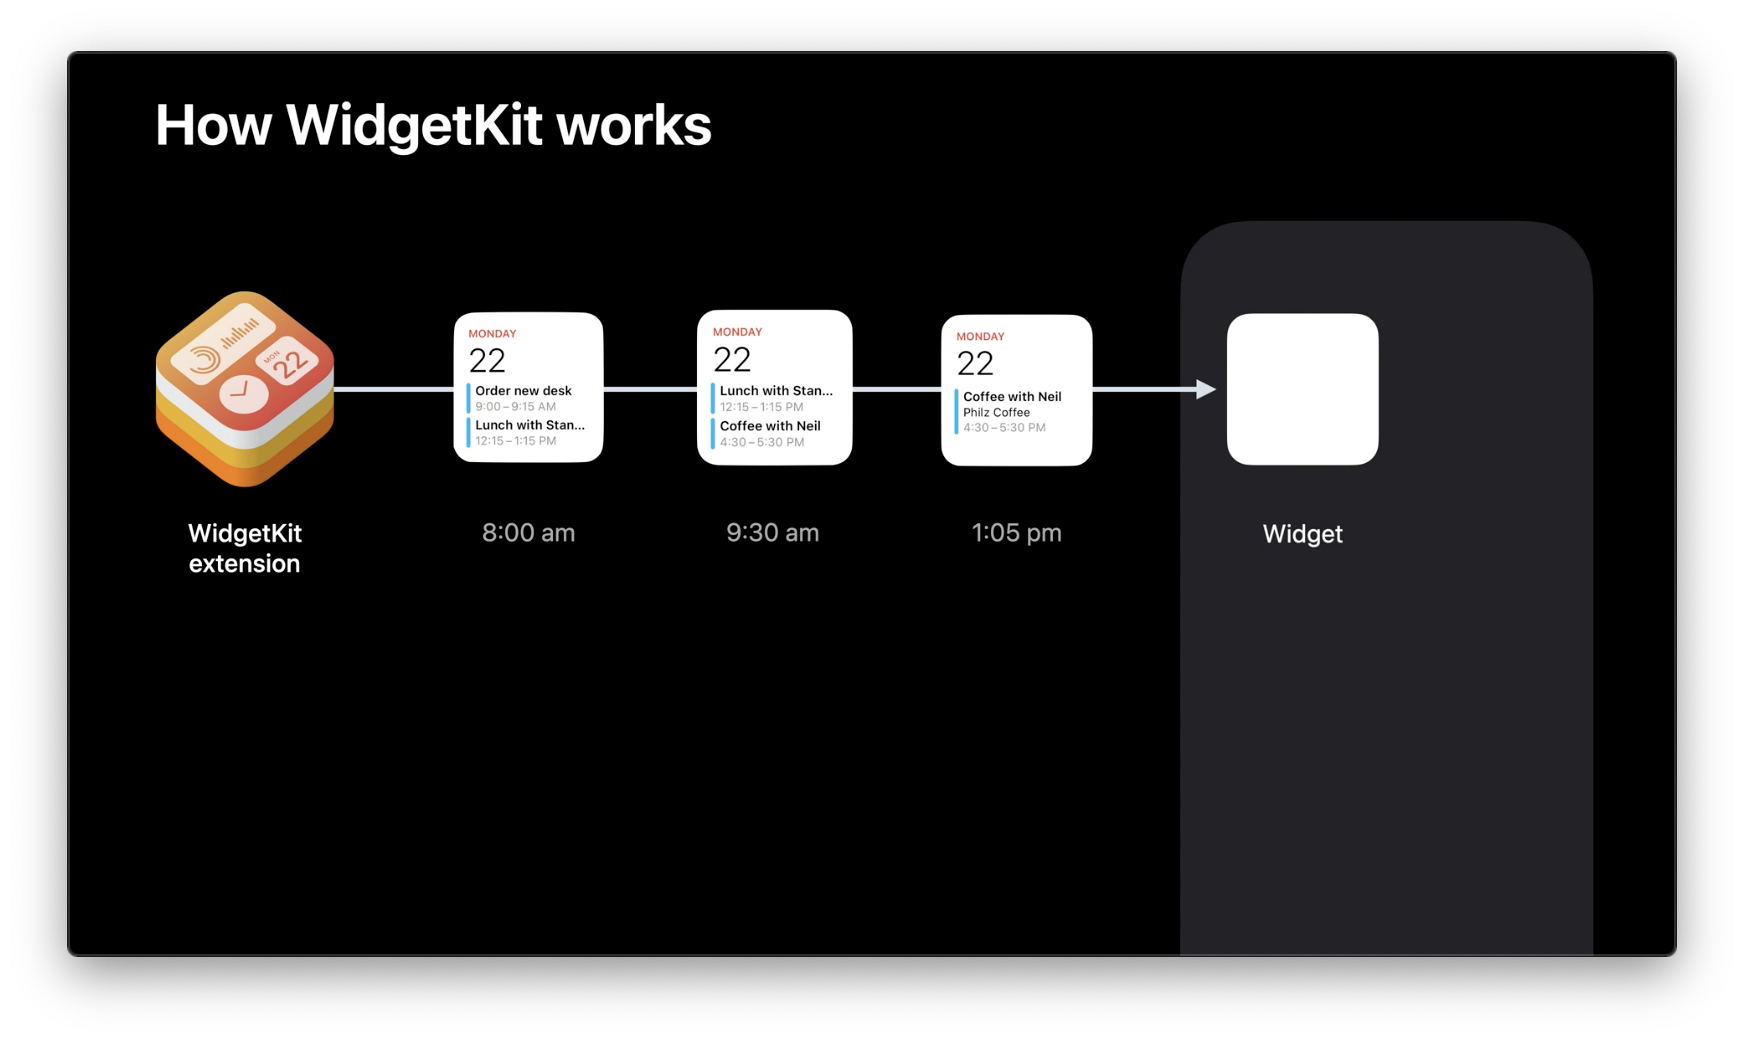 How WidgetKit works
MON
22
WidgetKit
extension
MONDAY
22
Order new desk
9:00 – 9:15 AM
Lunch with Stan...
12:15 – 1:15 PM
8:00 am
MONDAY
22
Lunch with Stan...
12:15 – 1:15 PM
Coffee with Neil
4:30 – 5:30 PM
9:30 am
MONDAY
22
Coffee with Neil
Philz Coffee
4:30 – 5:30 PM
1:05 pm
Widget